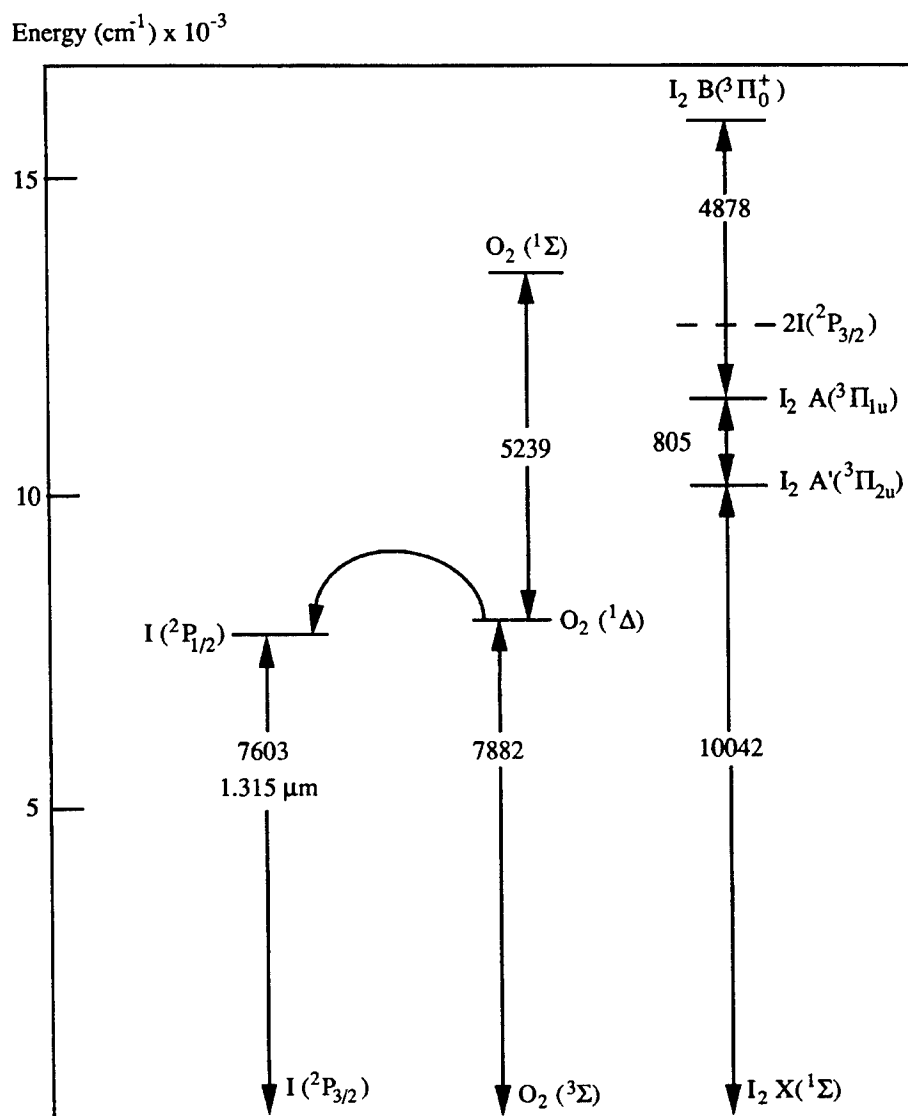 Energy (cm⁻¹) x 10⁻³
I₂ B(³Π₀⁺)
15
4878
O₂ (¹Σ)
2I(²P₃/₂)
I₂ A(³Π₁ᵤ)
5239
805
10
I₂ A'(³Π₂ᵤ)
I (²P₁/₂)
O₂ (¹Δ)
7603
7882
10042
1.315 µm
5
I (²P₃/₂)
O₂ (³Σ)
I₂ X(¹Σ)